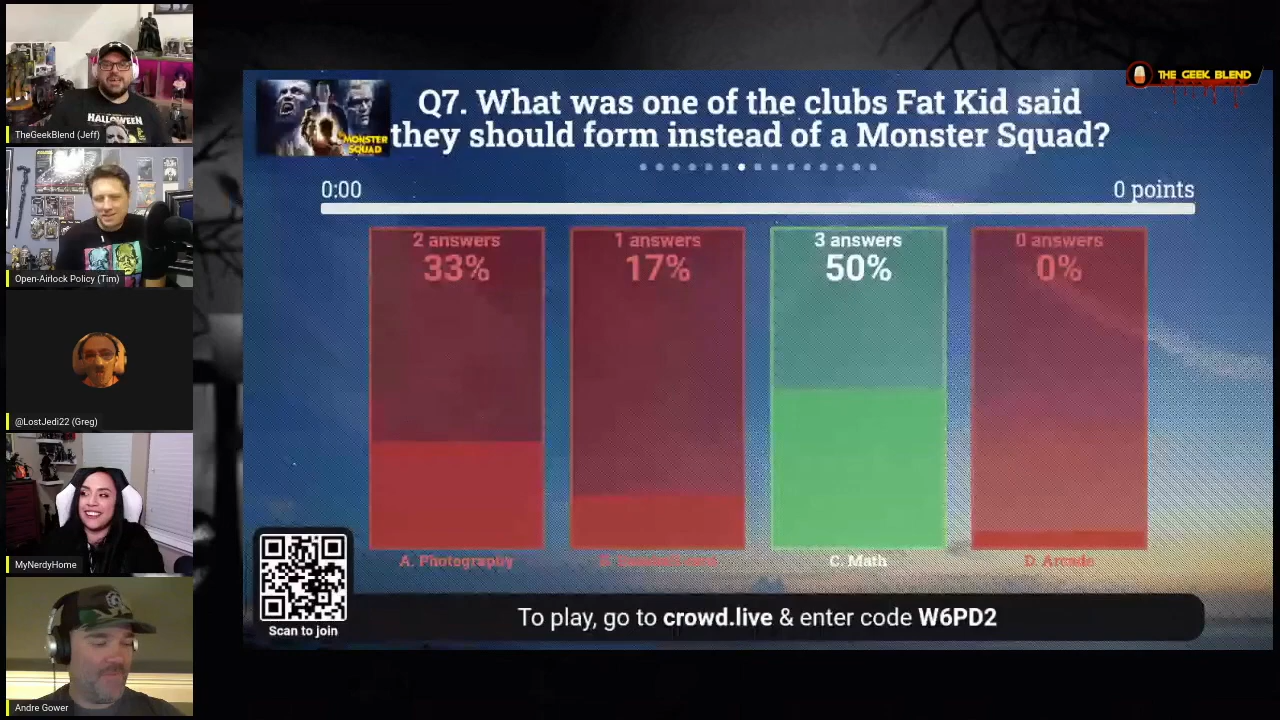 HALLOWEEN
TheGeekBlend (Jeff)
Open-Airlock Policy (Tim)
@LostJedi22 (Greg)
MyNerdyHome
Andre Gower
THE GEEK BLEND
MONSTER
SQUAD
Q7. What was one of the clubs Fat Kid said
they should form instead of a Monster Squad?
0:00
0 points
2 answers
33%
1 answers
17%
3 answers
50%
0 answers
0%
A. Photography
C. Math
D. Arcade
Scan to join
To play, go to crowd.live & enter code W6PD2